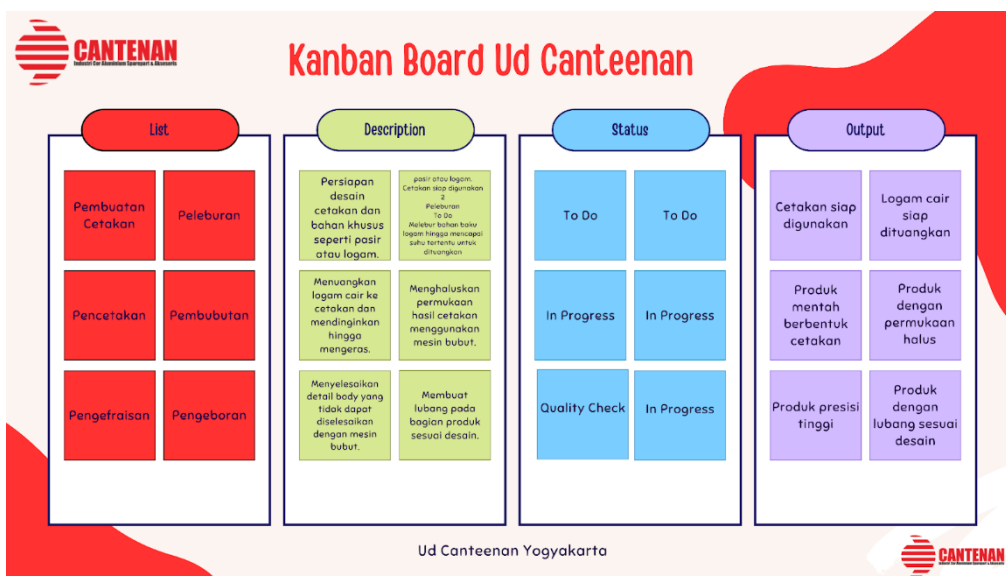 CANTENAN
Industri Cor Aluminium Sparepart & Aksesoris
Kanban Board Ud Canteenan
List
Pembuatan
Cetakan
Peleburan
Pencetakan
Pembubutan
Pengefraisan
Pengeboran
Description
Persiapan
desain
cetakan dan
bahan khusus
seperti pasir
atau logam.
pasir atau logam.
Cetakan siap digunakan
2
Peleburan
To Do
Melebur bahan baku
logam hingga mencapai
suhu tertentu untuk
dituangkan
Menuangkan
logam cair ke
cetakan dan
mendinginkan
hingga
mengeras.
Menghaluskan
permukaan
hasil cetakan
menggunakan
mesin bubut.
Menyelesaikan
detail body yang
tidak dapat
diselesaikan
dengan mesin
bubut.
Membuat
lubang pada
bagian produk
sesuai desain.
Status
To Do
To Do
In Progress
In Progress
Quality Check
In Progress
Output
Cetakan siap
digunakan
Logam cair
siap
dituangkan
Produk
mentah
berbentuk
cetakan
Produk
dengan
permukaan
halus
Produk presisi
tinggi
Produk
dengan
lubang sesuai
desain
Ud Canteenan Yogyakarta
CANTENAN